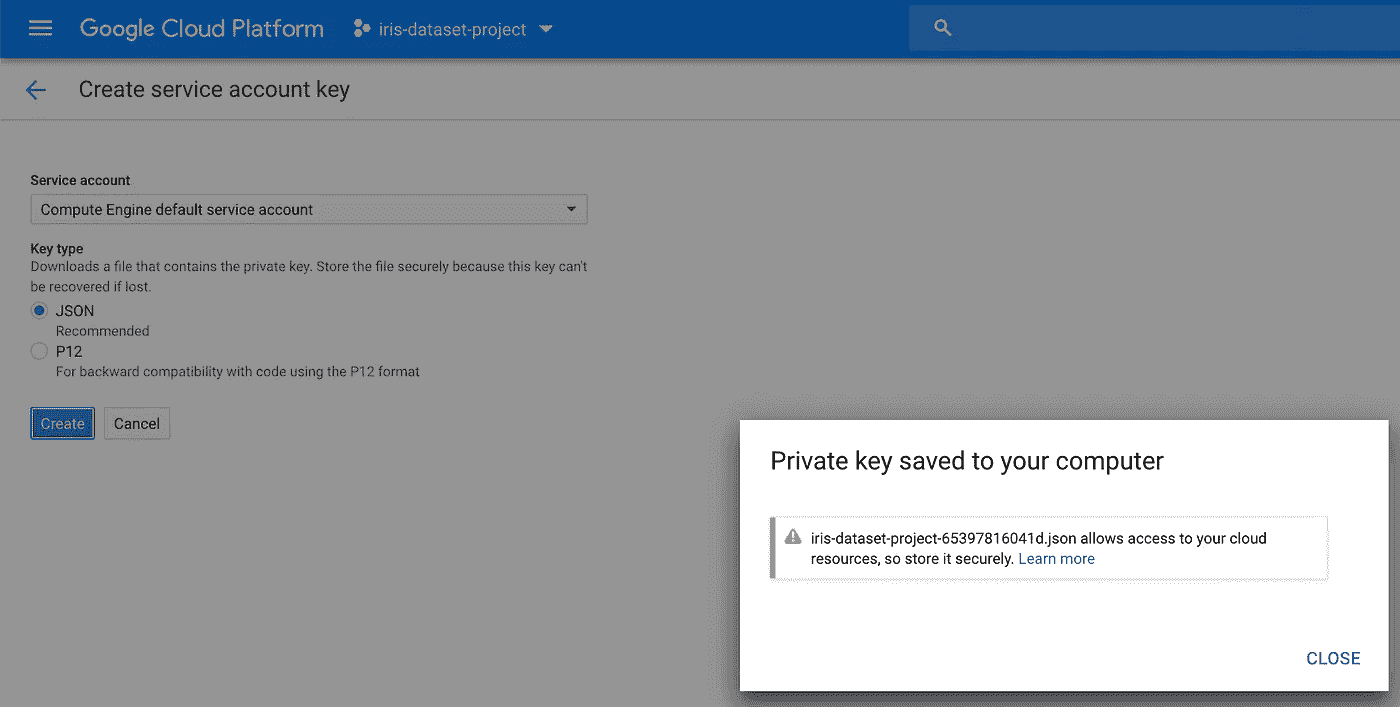 Google Cloud Platform
iris-dataset-project
Create service account key
Service account
Compute Engine default service account
Key type
Downloads a file that contains the private key. Store the file securely because this key can't
be recovered if lost.
JSON
Recommended
P12
For backward compatibility with code using the P12 format
Create
Cancel
Private key saved to your computer
iris-dataset-project-65397816041d.json allows access to your cloud
resources, so store it securely. Learn more
CLOSE